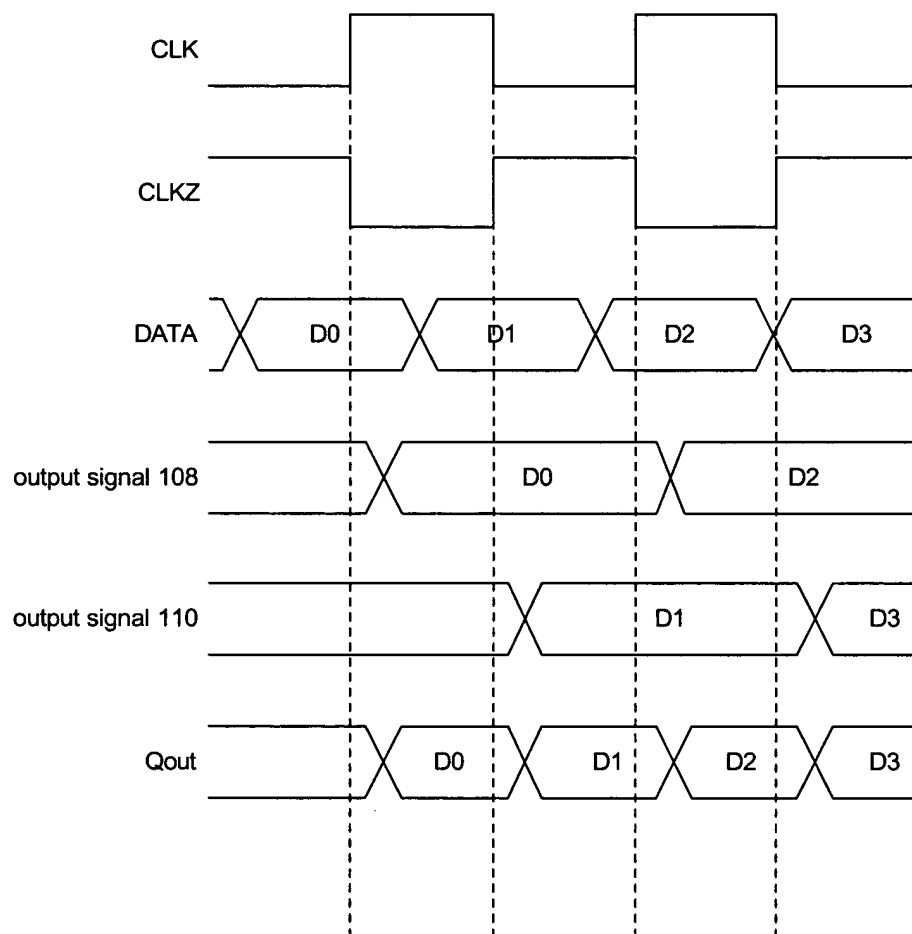 CLK
CLKZ
DATA D0 D1 D2 D3
output signal 108 D0 D2
output signal 110 D1 D3
Qout D0 D1 D2 D3